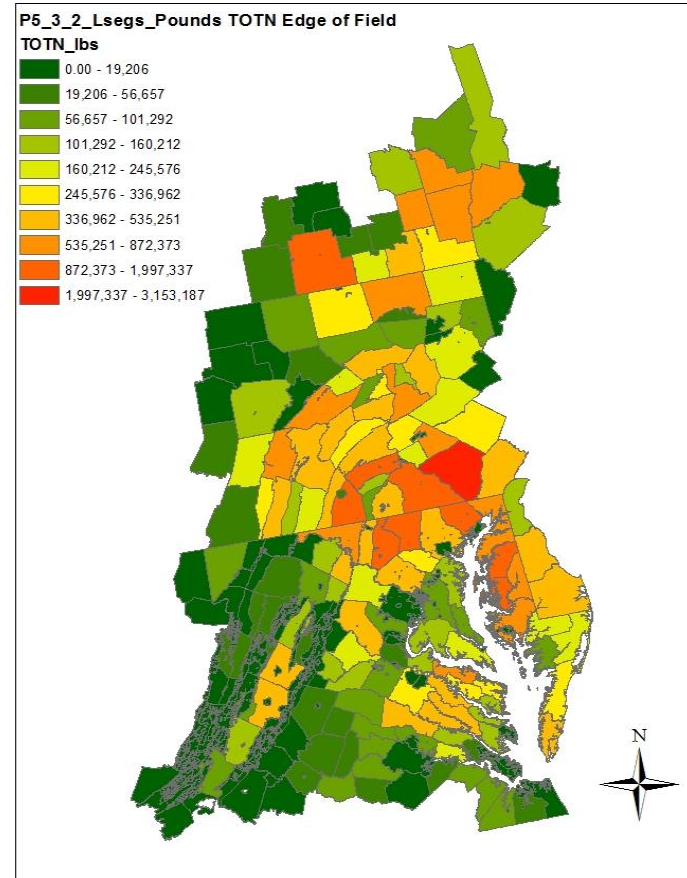 P5_3_2_Lsegs_Pounds TOTN Edge of Field
TOTN_lbs
0.00 - 19,206
19,206 - 56,657
56,657 - 101,292
101,292 - 160,212
160,212 - 245,576
245,576 - 336,962
336,962 - 535,251
535,251 - 872,373
872,373 - 1,997,337
1,997,337 - 3,153,187
N